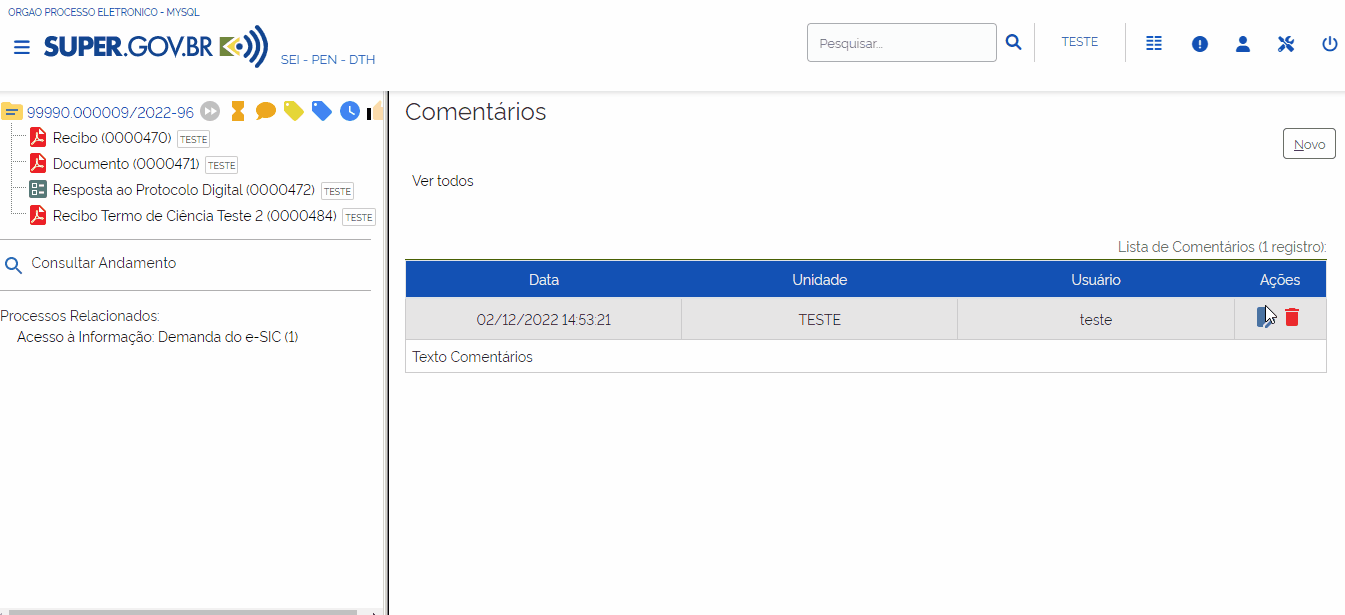 ORGAO PROCESSO ELETRONICO - MYSQL
SUPER.GOV.BR
SEI - PEN - DTH
Pesquisar...
TESTE
99990.000009/2022-96
Recibo (0000470) TESTE
Documento (0000471) TESTE
Resposta ao Protocolo Digital (0000472) TESTE
Recibo Termo de Ciência Teste 2 (0000484) TESTE
Consultar Andamento
Processos Relacionados:
Acesso à Informação: Demanda do e-SIC (1)
Comentários
Novo
Ver todos
Lista de Comentários (1 registro):
Data Unidade Usuário Ações
02/12/2022 14:53:21 TESTE teste
Texto Comentários